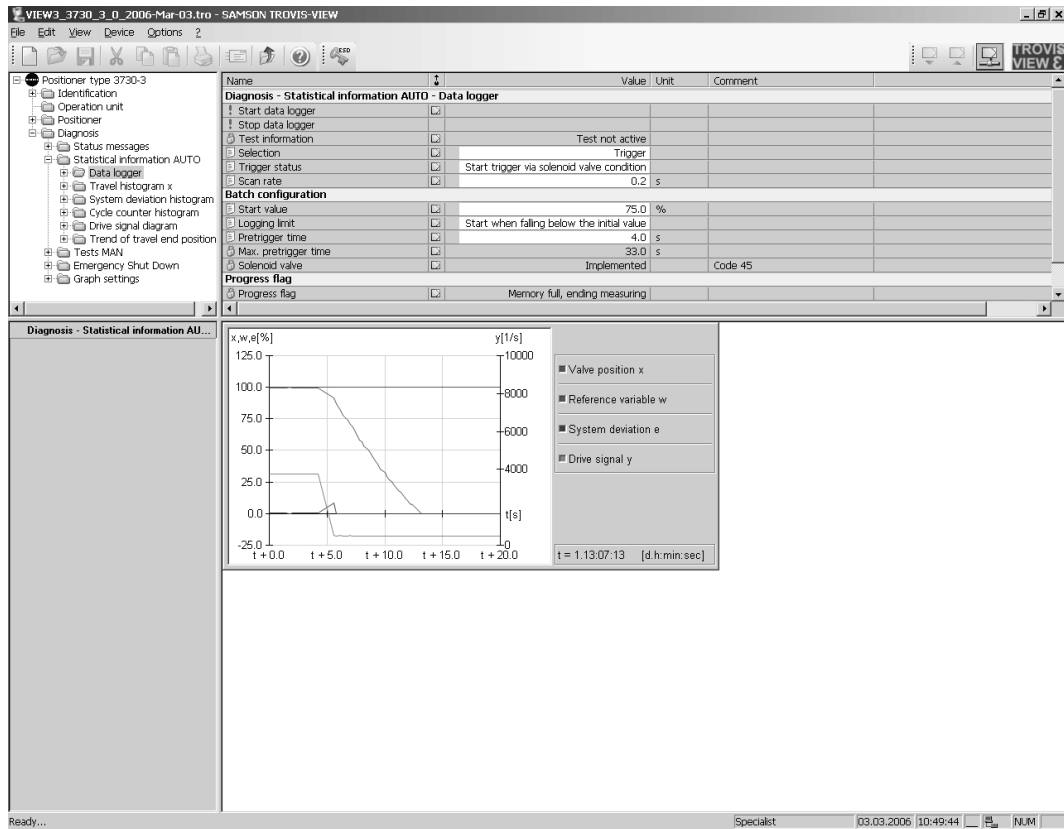 VIEW3_3730_3_0_2006-Mar-03.tro - SAMSON TROVIS-VIEW
File Edit View Device Options ?
ESD
TROVIS
VIEW 3
Positioner type 3730-3
Identification
Operation unit
Positioner
Diagnosis
Status messages
Statistical information AUTO
Data logger
Travel histogram x
System deviation histogram
Cycle counter histogram
Drive signal diagram
Trend of travel end position
Tests MAN
Emergency Shut Down
Graph settings
Name Value Unit Comment
Diagnosis - Statistical information AUTO - Data logger
! Start data logger
! Stop data logger
Test information Test not active
Selection Trigger
Trigger status Start trigger via solenoid valve condition
Scan rate 0.2 s
Batch configuration
Start value 75.0 %
Logging limit Start when falling below the initial value
Pretrigger time 4.0 s
Max. pretrigger time 33.0 s
Solenoid valve Implemented Code 45
Progress flag
Progress flag Memory full, ending measuring
Diagnosis - Statistical information AU...
x,w,e[%] y[1/s]
125.0 10000
100.0
8000
75.0
6000
50.0
4000
25.0
0.0 t[s]
-25.0 0
t + 0.0 t + 5.0 t + 10.0 t + 15.0 t + 20.0
Valve position x
Reference variable w
System deviation e
Drive signal y
t = 1.13:07:13 [d.h:min:sec]
Ready... Specialist 03.03.2006 10:49:44 NUM